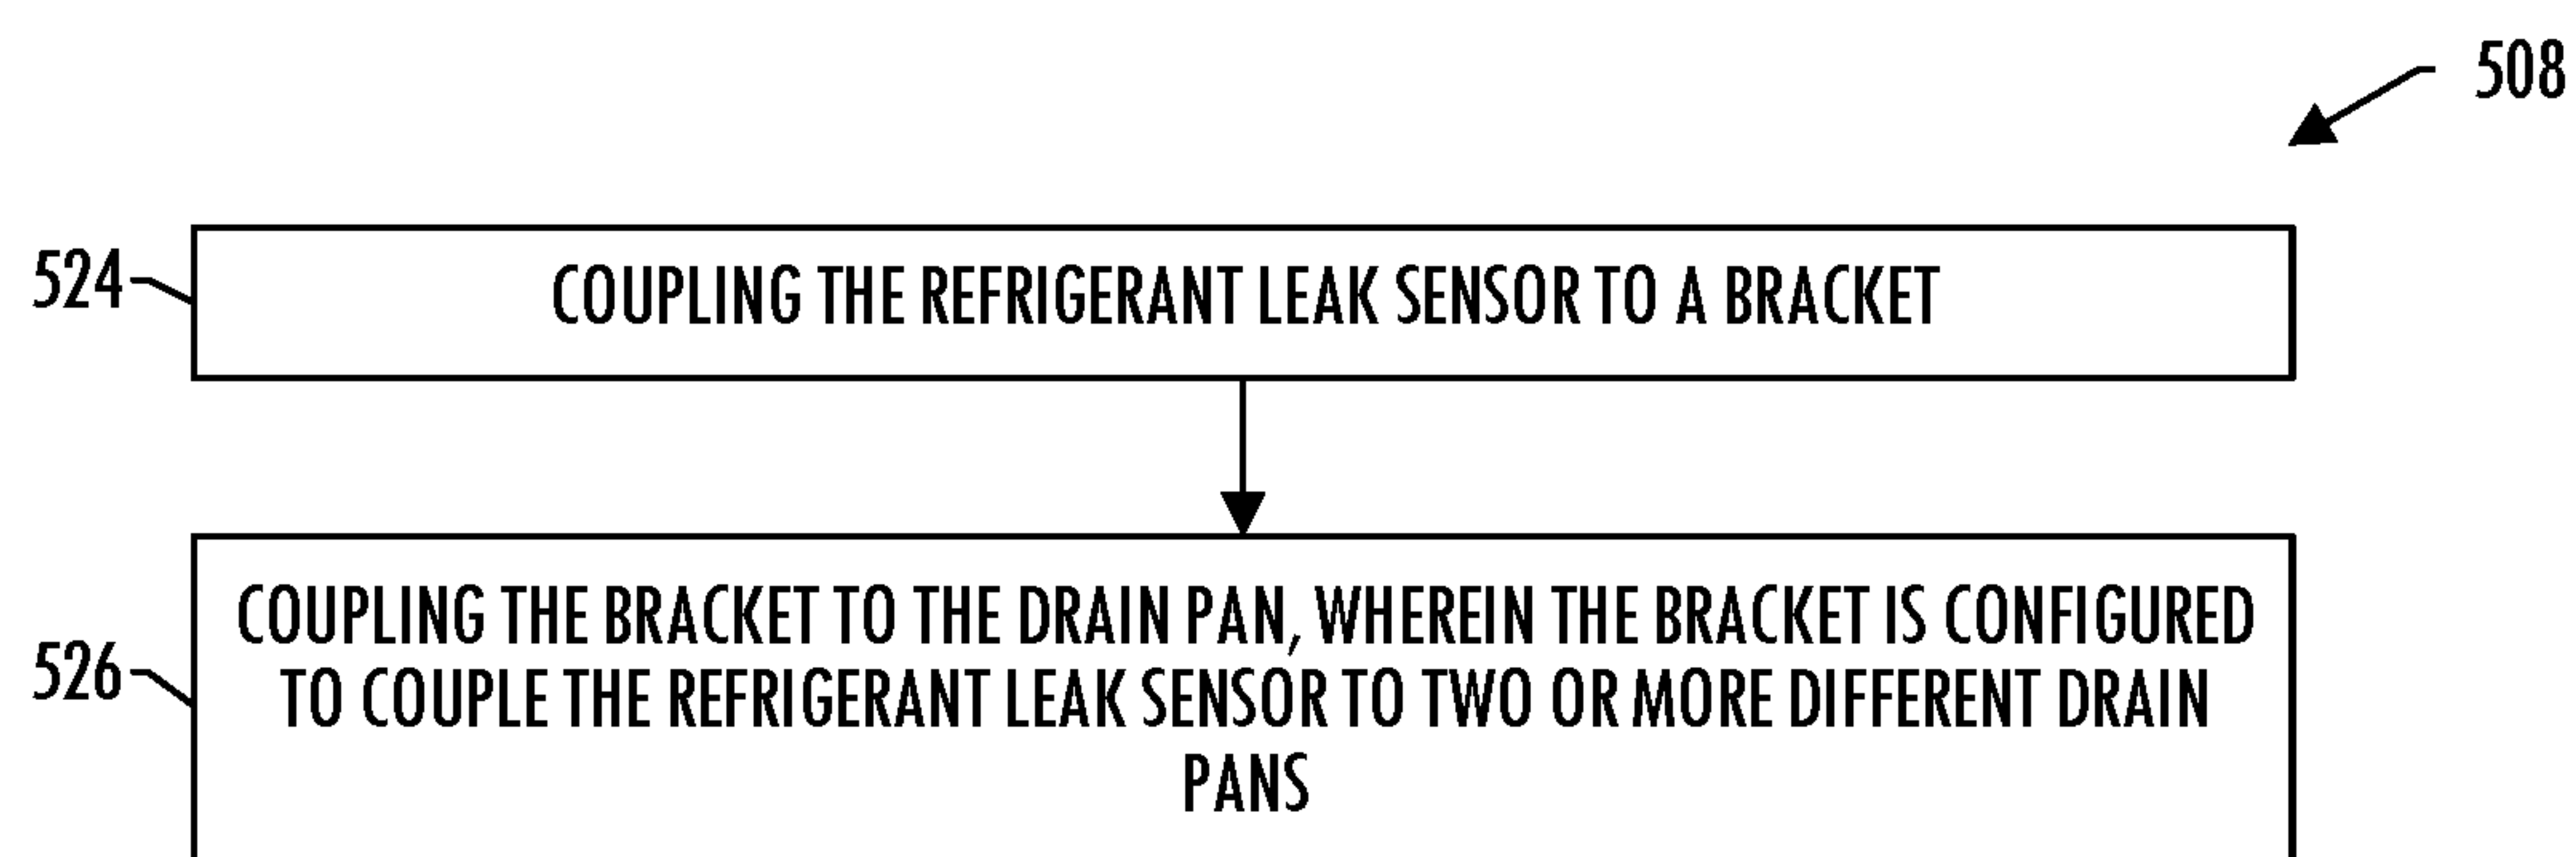 508
524
COUPLING THE REFRIGERANT LEAK SENSOR TO A BRACKET
526
COUPLING THE BRACKET TO THE DRAIN PAN, WHEREIN THE BRACKET IS CONFIGURED
TO COUPLE THE REFRIGERANT LEAK SENSOR TO TWO OR MORE DIFFERENT DRAIN
PANS